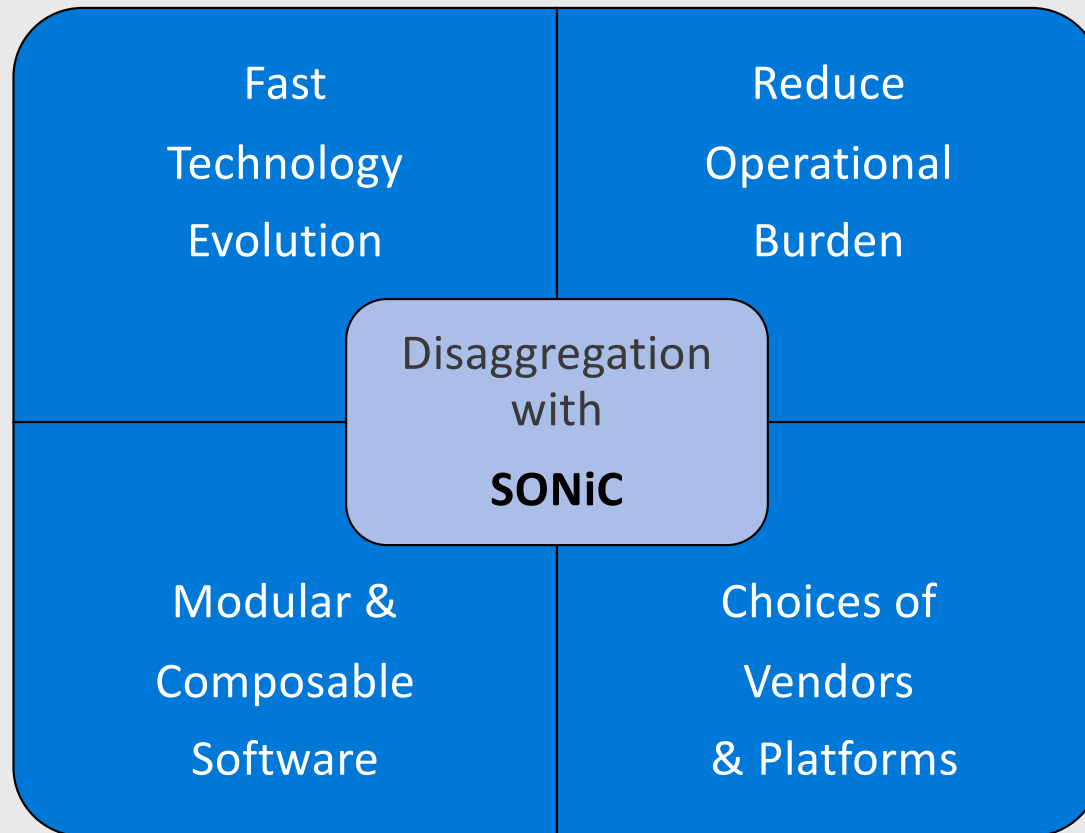 Fast
Technology
Evolution
Reduce
Operational
Burden
Disaggregation
with
SONiC
Modular &
Composable
Software
Choices of
Vendors
& Platforms